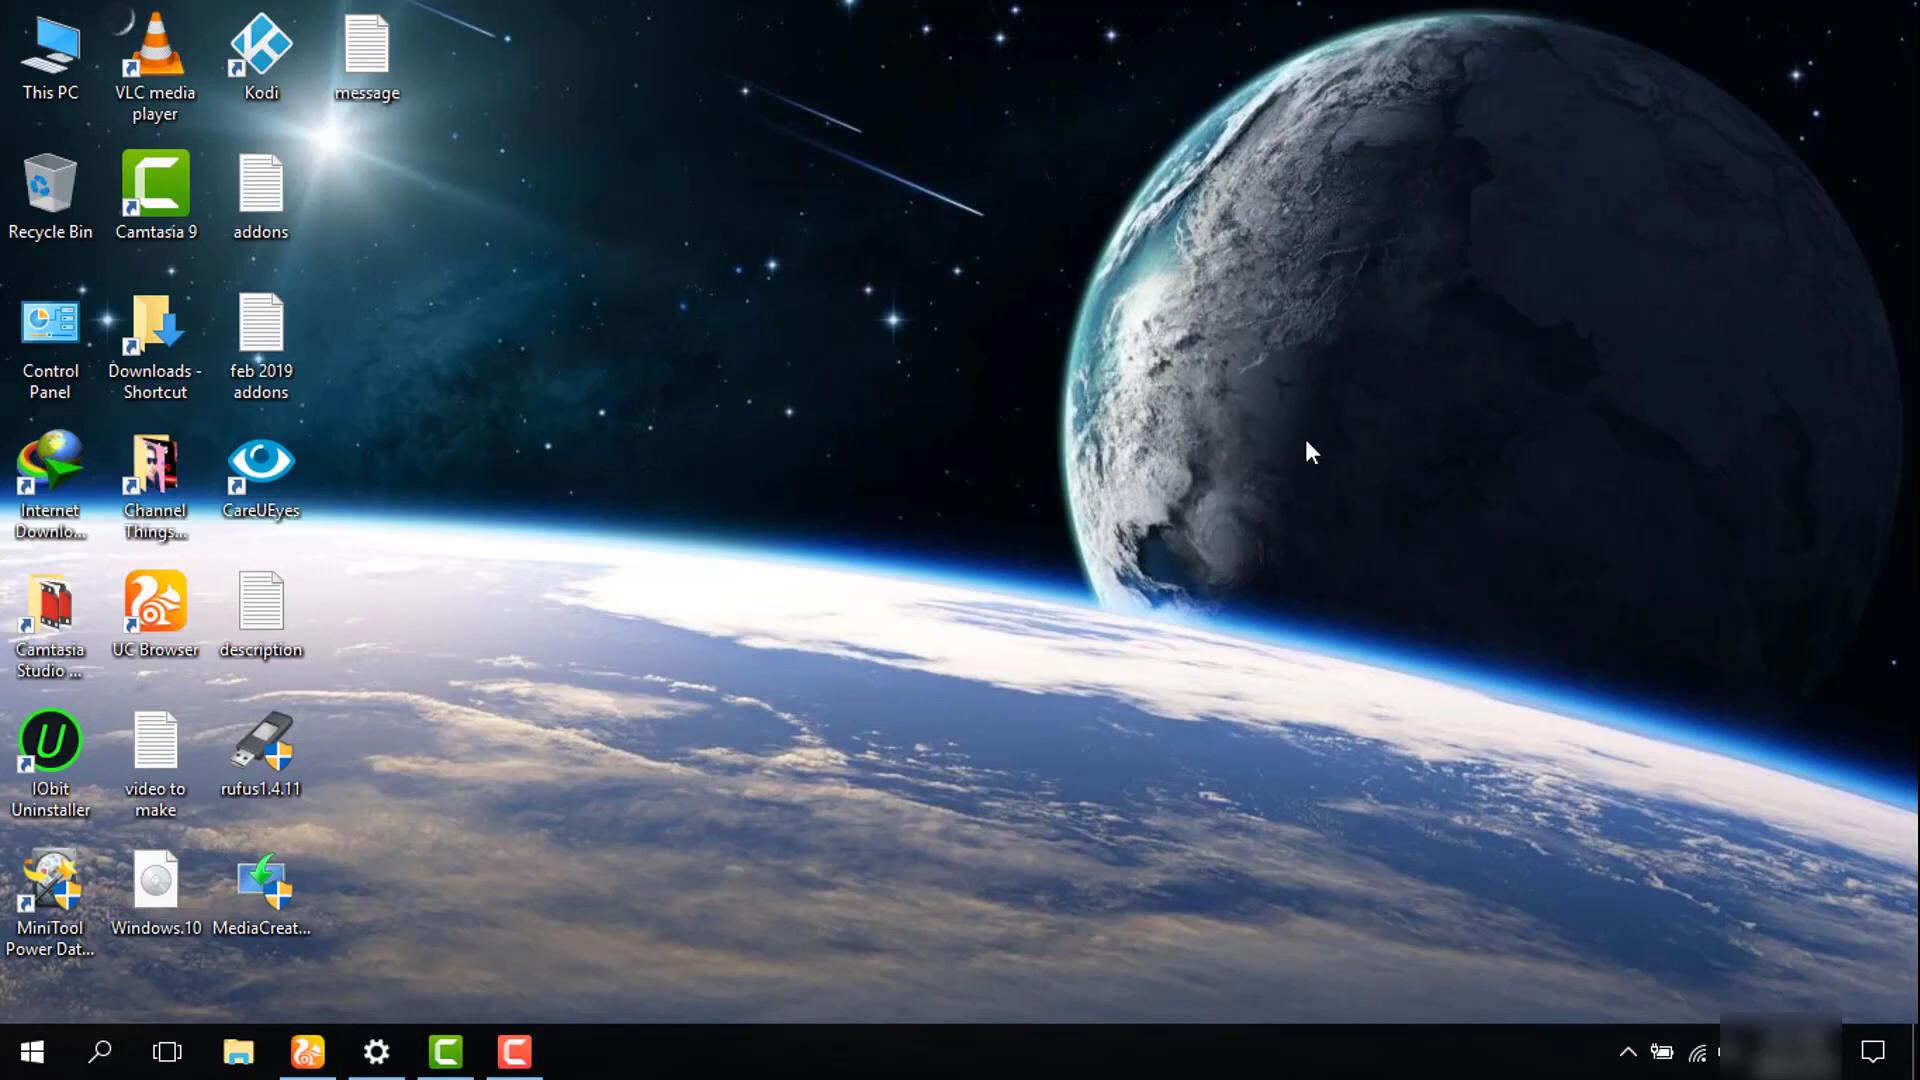 This PC
VLC media
player
Kodi
message
Recycle Bin
Camtasia 9
addons
Control
Panel
Downloads -
Shortcut
feb 2019
addons
Internet
Downlo...
Channel
Things...
CareUEyes
Camtasia
Studio ...
UC Browser
description
IObit
Uninstaller
video to
make
rufus1.4.11
MiniTool
Power Dat...
Windows.10
MediaCreat...